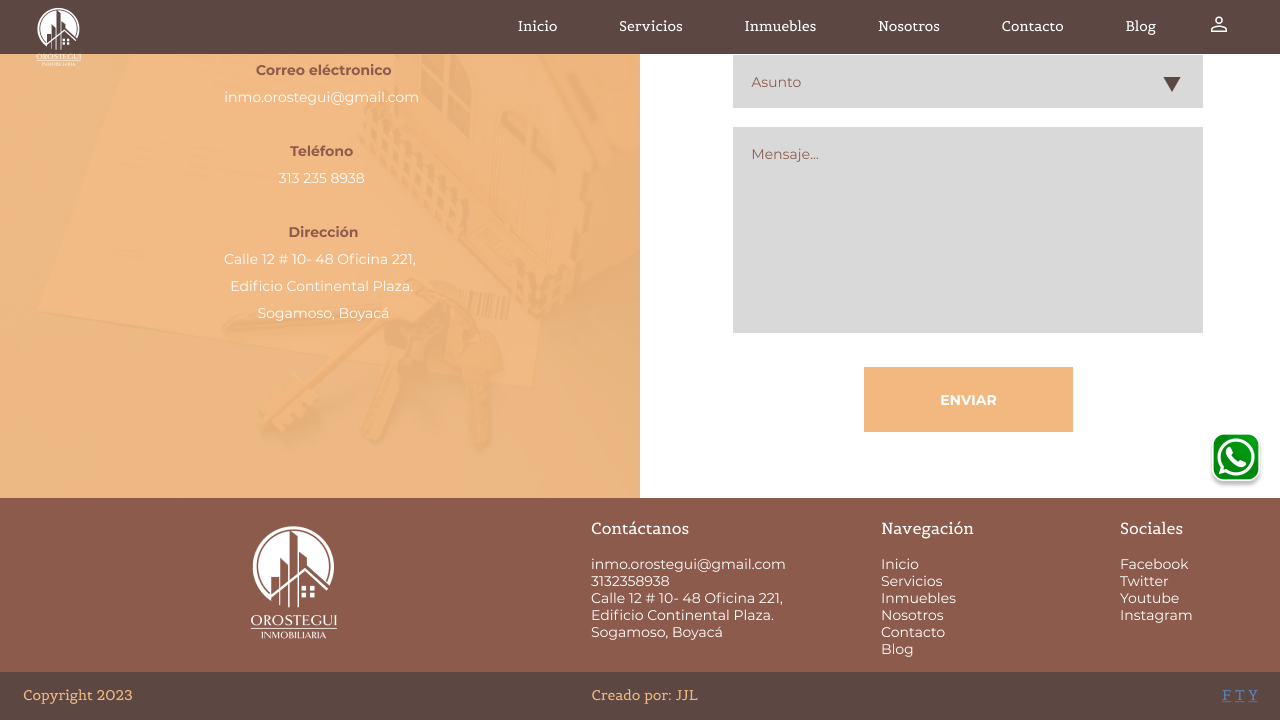 OROSTEGUI
INMOBILIARIA
Inicio
Servicios
Inmuebles
Nosotros
Contacto
Blog
Correo eléctronico
inmo.orostegui@gmail.com
Teléfono
313 235 8938
Dirección
Calle 12 # 10- 48 Oficina 221,
Edificio Continental Plaza.
Sogamoso, Boyacá
Asunto
Mensaje...
ENVIAR
OROSTEGUI
INMOBILIARIA
Contáctanos
inmo.orostegui@gmail.com
3132358938
Calle 12 # 10- 48 Oficina 221,
Edificio Continental Plaza.
Sogamoso, Boyacá
Navegación
Inicio
Servicios
Inmuebles
Nosotros
Contacto
Blog
Sociales
Facebook
Twitter
Youtube
Instagram
Copyright 2023
Creado por: JJL
F T Y